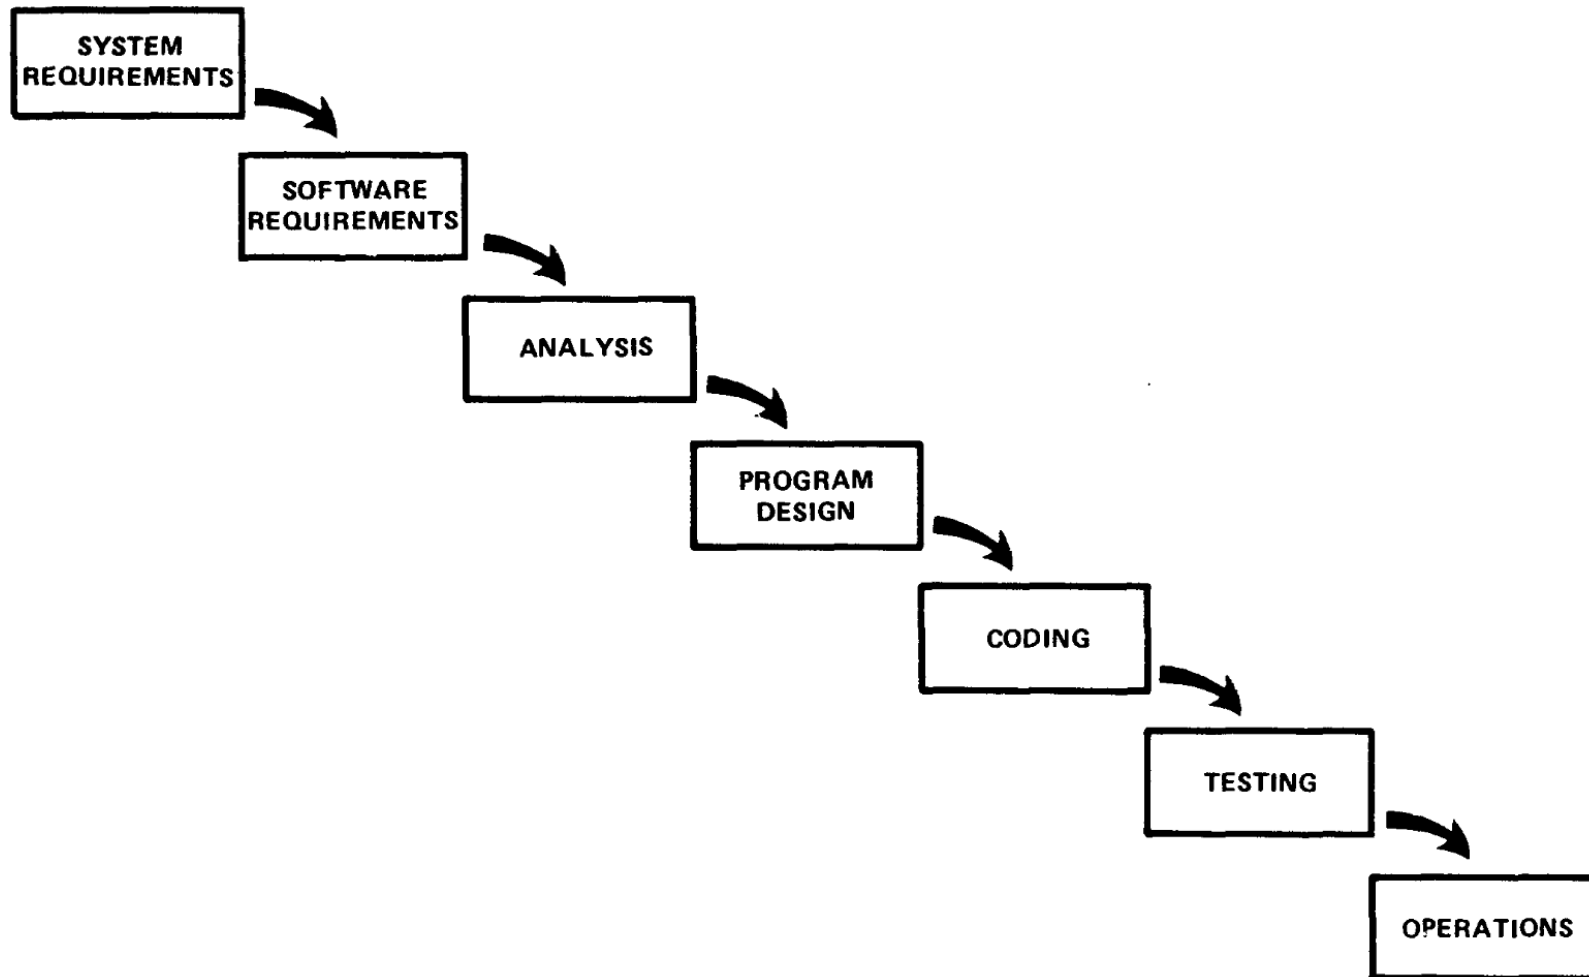 SYSTEM
REQUIREMENTS
SOFTWARE
REQUIREMENTS
ANALYSIS
PROGRAM
DESIGN
CODING
TESTING
OPERATIONS